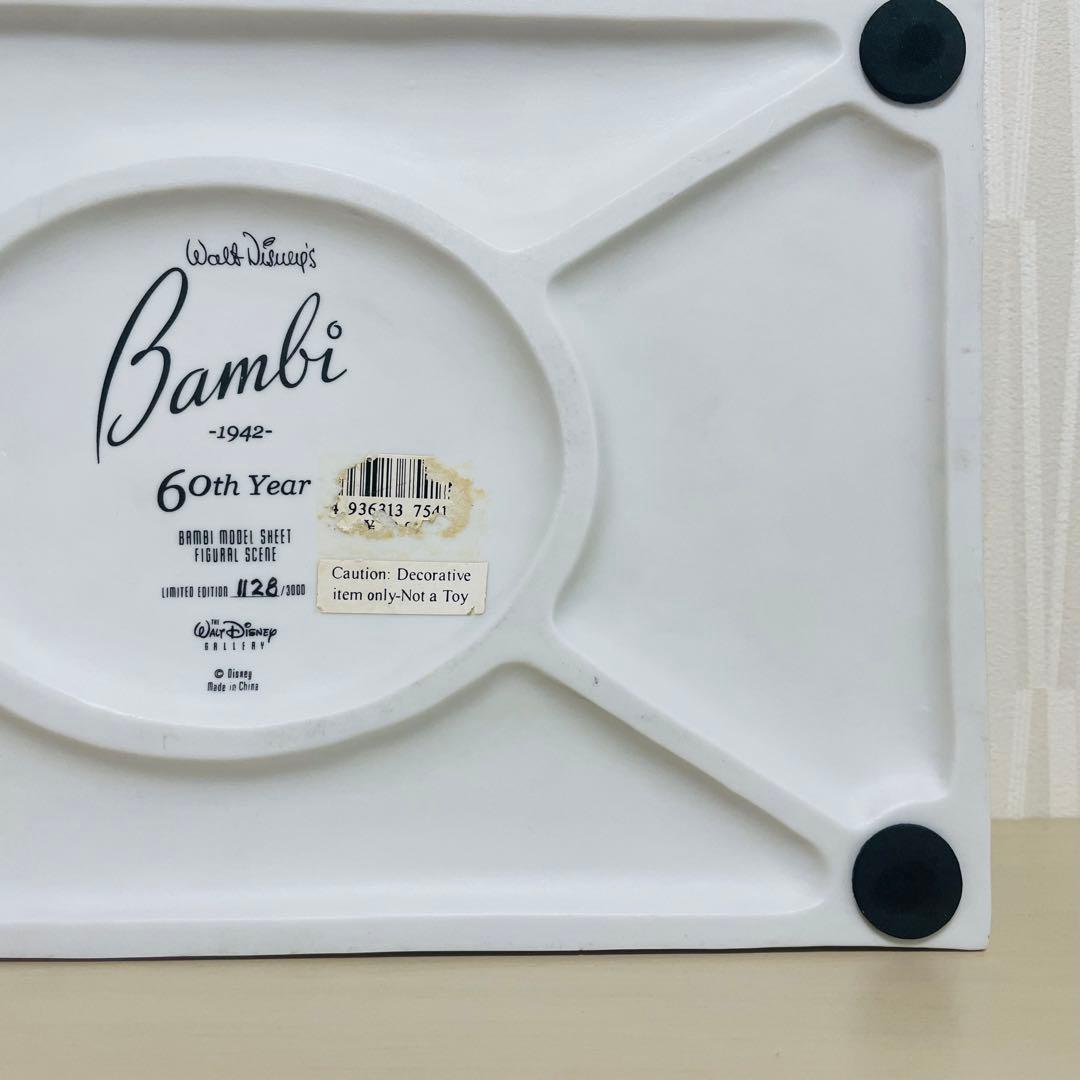 Walt Disney's
Bambi
-1942-
60th Year
BAMBI MODEL SHEET
FIGURAL SCENE
LIMITED EDITION 1128/3000
THE
WALT DISNEY
GALLERY
© Disney
Made in China
4 936313 7541
Caution: Decorative
item only-Not a Toy